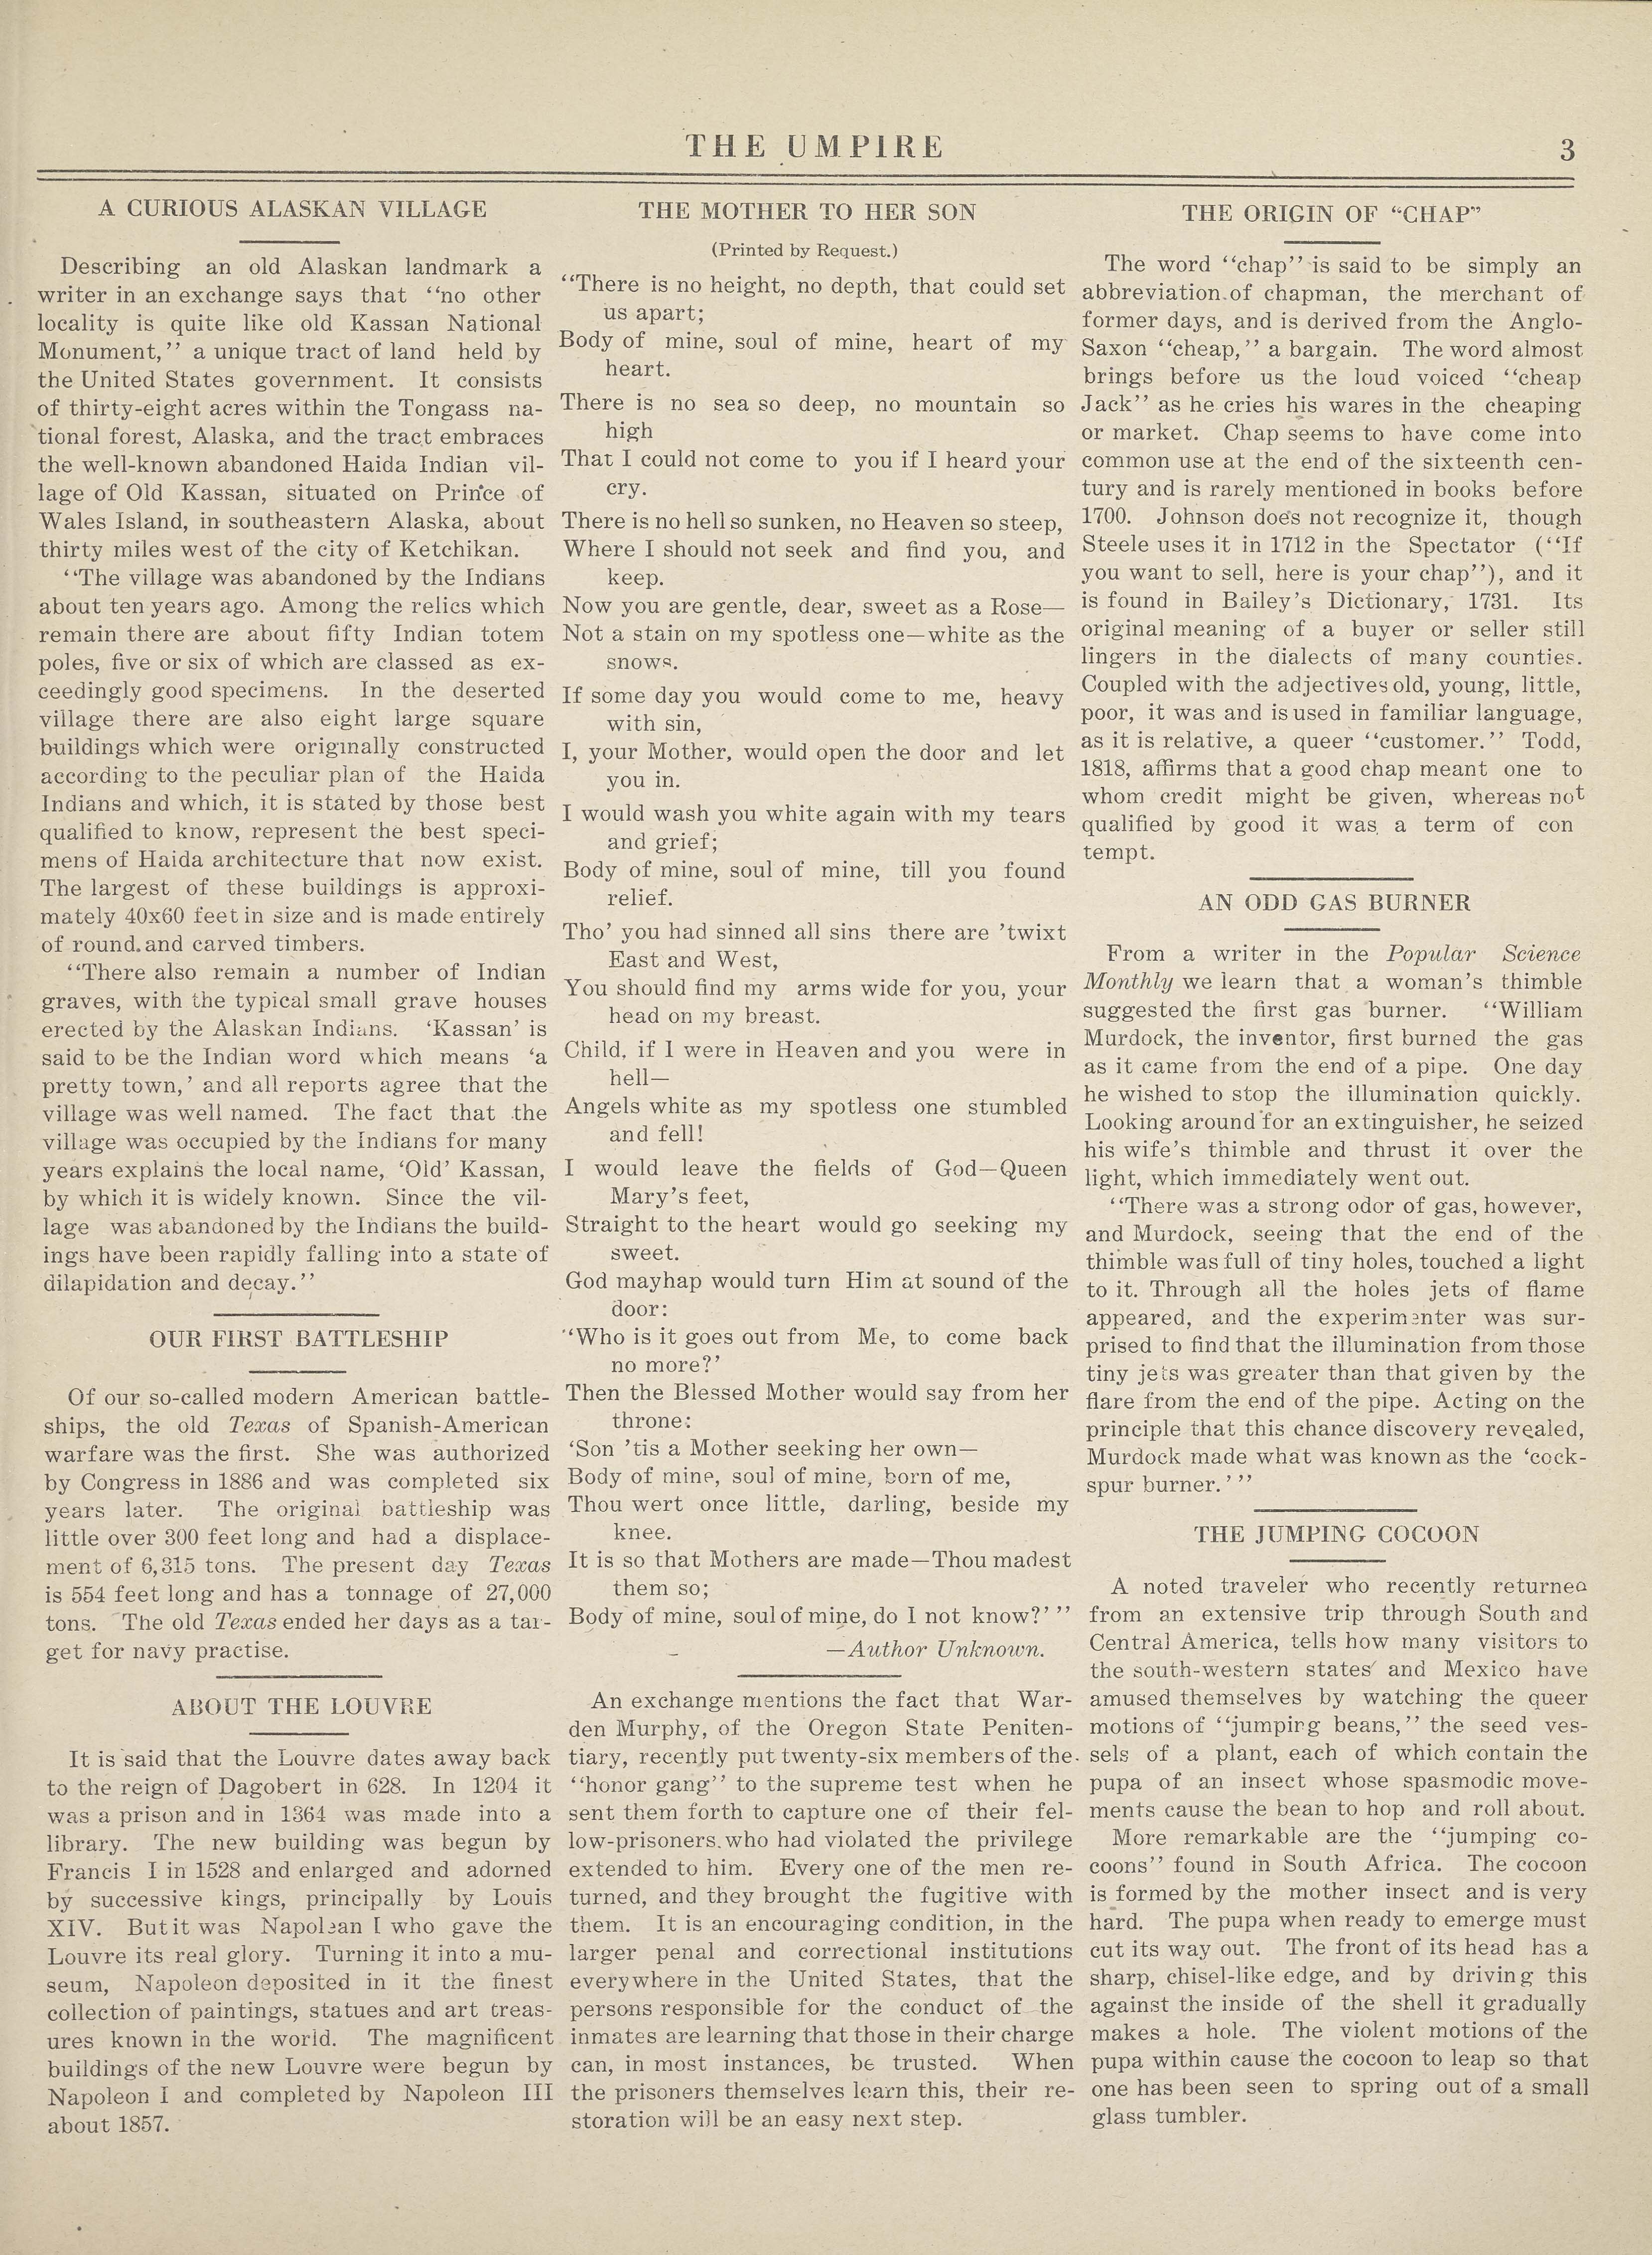 THE UMPIRE
3
A CURIOUS ALASKAN VILLAGE
Describing an old Alaskan landmark a
writer in an exchange says that ‘‘no other
locality is quite like old Kassan National
Monument,’’ a unique tract of land held by
the United States government. It consists
of thirty-eight acres within the Tongass na-
tional forest, Alaska, and the tract embraces
the well-known abandoned Haida Indian vil-
lage of Old Kassan, situated on Prince of
Wales Island, in southeastern Alaska, about
thirty miles west of the city of Ketchikan.
‘‘The village was abandoned by the Indians
about ten years ago. Among the relics which
remain there are about fifty Indian totem
poles, five or six of which are classed as ex-
ceedingly good specimens. In the deserted
village there are also eight large square
buildings which were originally constructed
according to the peculiar plan of the Haida
Indians and which, it is stated by those best
qualified to know, represent the best speci-
mens of Haida architecture that now exist.
The largest of these buildings is approxi-
mately 40x60 feet in size and is made entirely
of round and carved timbers.
‘‘There also remain a number of Indian
graves, with the typical small grave houses
erected by the Alaskan Indians. ‘Kassan’ is
said to be the Indian word which means ‘a
pretty town,’ and all reports agree that the
village was well named. The fact that the
village was occupied by the Indians for many
years explains the local name, ‘Old’ Kassan,
by which it is widely known. Since the vil-
lage was abandoned by the Indians the build-
ings have been rapidly falling into a state of
dilapidation and decay.’’
OUR FIRST BATTLESHIP
Of our so-called modern American battle-
ships, the old Texas of Spanish-American
warfare was the first. She was authorized
by Congress in 1886 and was completed six
years later. The original battleship was
little over 300 feet long and had a displace-
ment of 6,315 tons. The present day Texas
is 554 feet long and has a tonnage of 27,000
tons. The old Texas ended her days as a tar-
get for navy practise.
ABOUT THE LOUVRE
It is said that the Louvre dates away back
to the reign of Dagobert in 628. In 1204 it
was a prison and in 1364 was made into a
library. The new building was begun by
Francis I in 1528 and enlarged and adorned
by successive kings, principally by Louis
XIV. But it was Napolean I who gave the
Louvre its real glory. Turning it into a mu-
seum, Napoleon deposited in it the finest
collection of paintings, statues and art treas-
ures known in the world. The magnificent
buildings of the new Louvre were begun by
Napoleon I and completed by Napoleon III
about 1857.
THE MOTHER TO HER SON
(Printed by Request.)
‘‘There is no height, no depth, that could set
us apart;
Body of mine, soul of mine, heart of my
heart.
There is no sea so deep, no mountain so
high
That I could not come to you if I heard your
cry.
There is no hell so sunken, no Heaven so steep,
Where I should not seek and find you, and
keep.
Now you are gentle, dear, sweet as a Rose—
Not a stain on my spotless one—white as the
snows.
If some day you would come to me, heavy
with sin,
I, your Mother, would open the door and let
you in.
I would wash you white again with my tears
and grief;
Body of mine, soul of mine, till you found
relief.
Tho’ you had sinned all sins there are ’twixt
East and West,
You should find my arms wide for you, your
head on my breast.
Child, if I were in Heaven and you were in
hell—
Angels white as my spotless one stumbled
and fell!
I would leave the fields of God—Queen
Mary’s feet,
Straight to the heart would go seeking my
sweet.
God mayhap would turn Him at sound of the
door:
‘‘Who is it goes out from Me, to come back
no more?’
Then the Blessed Mother would say from her
throne:
‘Son ’tis a Mother seeking her own—
Body of mine, soul of mine, born of me,
Thou wert once little, darling, beside my
knee.
It is so that Mothers are made—Thou madest
them so;
Body of mine, soul of mine, do I not know?’ ’’
—Author Unknown.
An exchange mentions the fact that War-
den Murphy, of the Oregon State Peniten-
tiary, recently put twenty-six members of the
‘‘honor gang’’ to the supreme test when he
sent them forth to capture one of their fel-
low-prisoners who had violated the privilege
extended to him. Every one of the men re-
turned, and they brought the fugitive with
them. It is an encouraging condition, in the
larger penal and correctional institutions
everywhere in the United States, that the
persons responsible for the conduct of the
inmates are learning that those in their charge
can, in most instances, be trusted. When
the prisoners themselves learn this, their re-
storation will be an easy next step.
THE ORIGIN OF “CHAP”
The word ‘‘chap’’ is said to be simply an
abbreviation of chapman, the merchant of
former days, and is derived from the Anglo-
Saxon ‘‘cheap,’’ a bargain. The word almost
brings before us the loud voiced ‘‘cheap
Jack’’ as he cries his wares in the cheaping
or market. Chap seems to have come into
common use at the end of the sixteenth cen-
tury and is rarely mentioned in books before
1700. Johnson does not recognize it, though
Steele uses it in 1712 in the Spectator (‘‘If
you want to sell, here is your chap’’), and it
is found in Bailey’s Dictionary, 1731. Its
original meaning of a buyer or seller still
lingers in the dialects of many counties.
Coupled with the adjectives old, young, little,
poor, it was and is used in familiar language,
as it is relative, a queer ‘‘customer.’’ Todd,
1818, affirms that a good chap meant one to
whom credit might be given, whereas not
qualified by good it was a term of con
tempt.
AN ODD GAS BURNER
From a writer in the Popular Science
Monthly we learn that a woman’s thimble
suggested the first gas burner. ‘‘William
Murdock, the inventor, first burned the gas
as it came from the end of a pipe. One day
he wished to stop the illumination quickly.
Looking around for an extinguisher, he seized
his wife’s thimble and thrust it over the
light, which immediately went out.
‘‘There was a strong odor of gas, however,
and Murdock, seeing that the end of the
thimble was full of tiny holes, touched a light
to it. Through all the holes jets of flame
appeared, and the experimenter was sur-
prised to find that the illumination from those
tiny jets was greater than that given by the
flare from the end of the pipe. Acting on the
principle that this chance discovery revealed,
Murdock made what was known as the ‘cock-
spur burner.’ ’’
THE JUMPING COCOON
A noted traveler who recently returned
from an extensive trip through South and
Central America, tells how many visitors to
the south-western states and Mexico have
amused themselves by watching the queer
motions of ‘‘jumping beans,’’ the seed ves-
sels of a plant, each of which contain the
pupa of an insect whose spasmodic move-
ments cause the bean to hop and roll about.
More remarkable are the ‘‘jumping co-
coons’’ found in South Africa. The cocoon
is formed by the mother insect and is very
hard. The pupa when ready to emerge must
cut its way out. The front of its head has a
sharp, chisel-like edge, and by driving this
against the inside of the shell it gradually
makes a hole. The violent motions of the
pupa within cause the cocoon to leap so that
one has been seen to spring out of a small
glass tumbler.